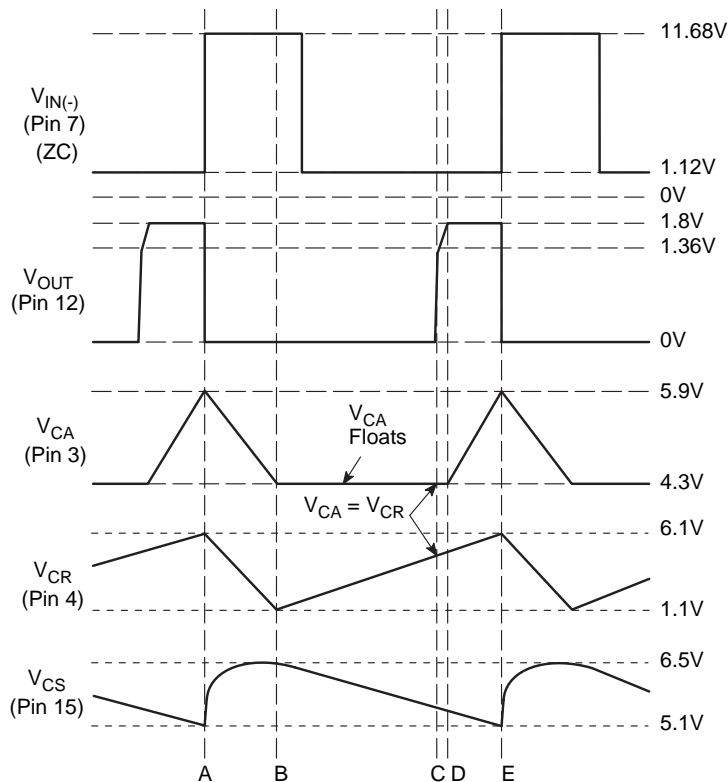 11.68V
V_IN(-)
(Pin 7)
(ZC)
1.12V
0V
1.8V
1.36V
V_OUT
(Pin 12)
0V
5.9V
V_CA
(Pin 3)
V_CA
Floats
4.3V
V_CA = V_CR
6.1V
V_CR
(Pin 4)
1.1V
6.5V
V_CS
(Pin 15)
5.1V
A B C D E